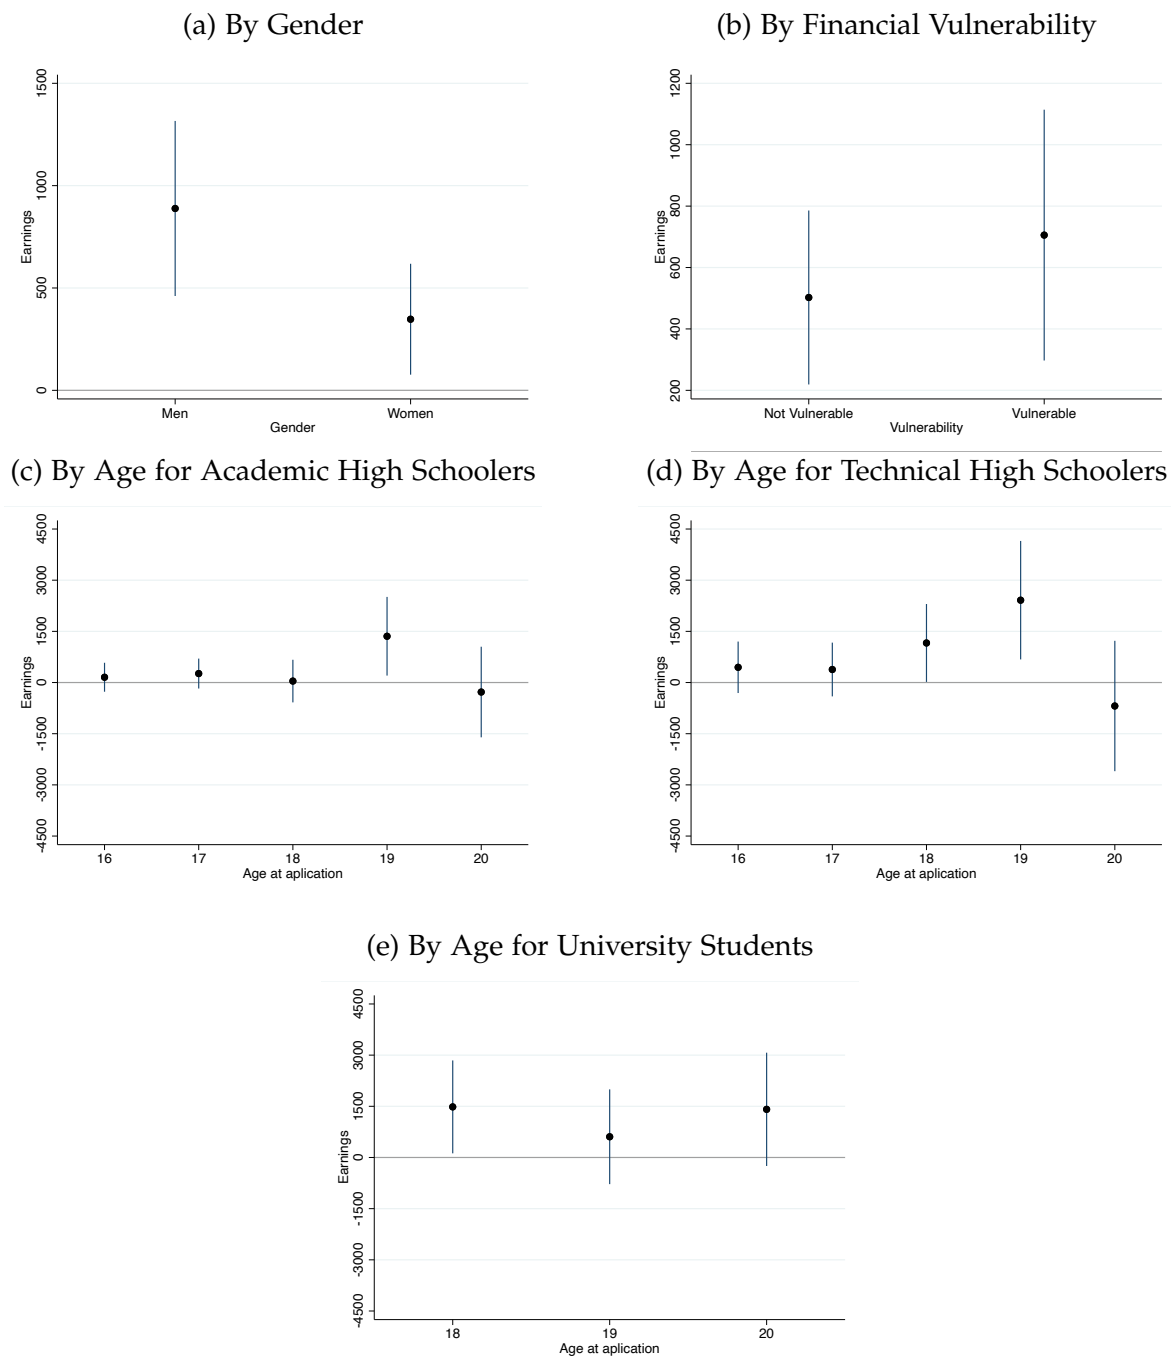 (a) By Gender
1500
1000
500
0
Earnings
Men Women
Gender
(b) By Financial Vulnerability
1200
1000
800
600
400
200
Earnings
Not Vulnerable Vulnerable
Vulnerability
(c) By Age for Academic High Schoolers
4500
3000
1500
0
-1500
-3000
-4500
Earnings
16 17 18 19 20
Age at aplication
(d) By Age for Technical High Schoolers
4500
3000
1500
0
-1500
-3000
-4500
Earnings
16 17 18 19 20
Age at aplication
(e) By Age for University Students
4500
3000
1500
0
-1500
-3000
-4500
Earnings
18 19 20
Age at aplication